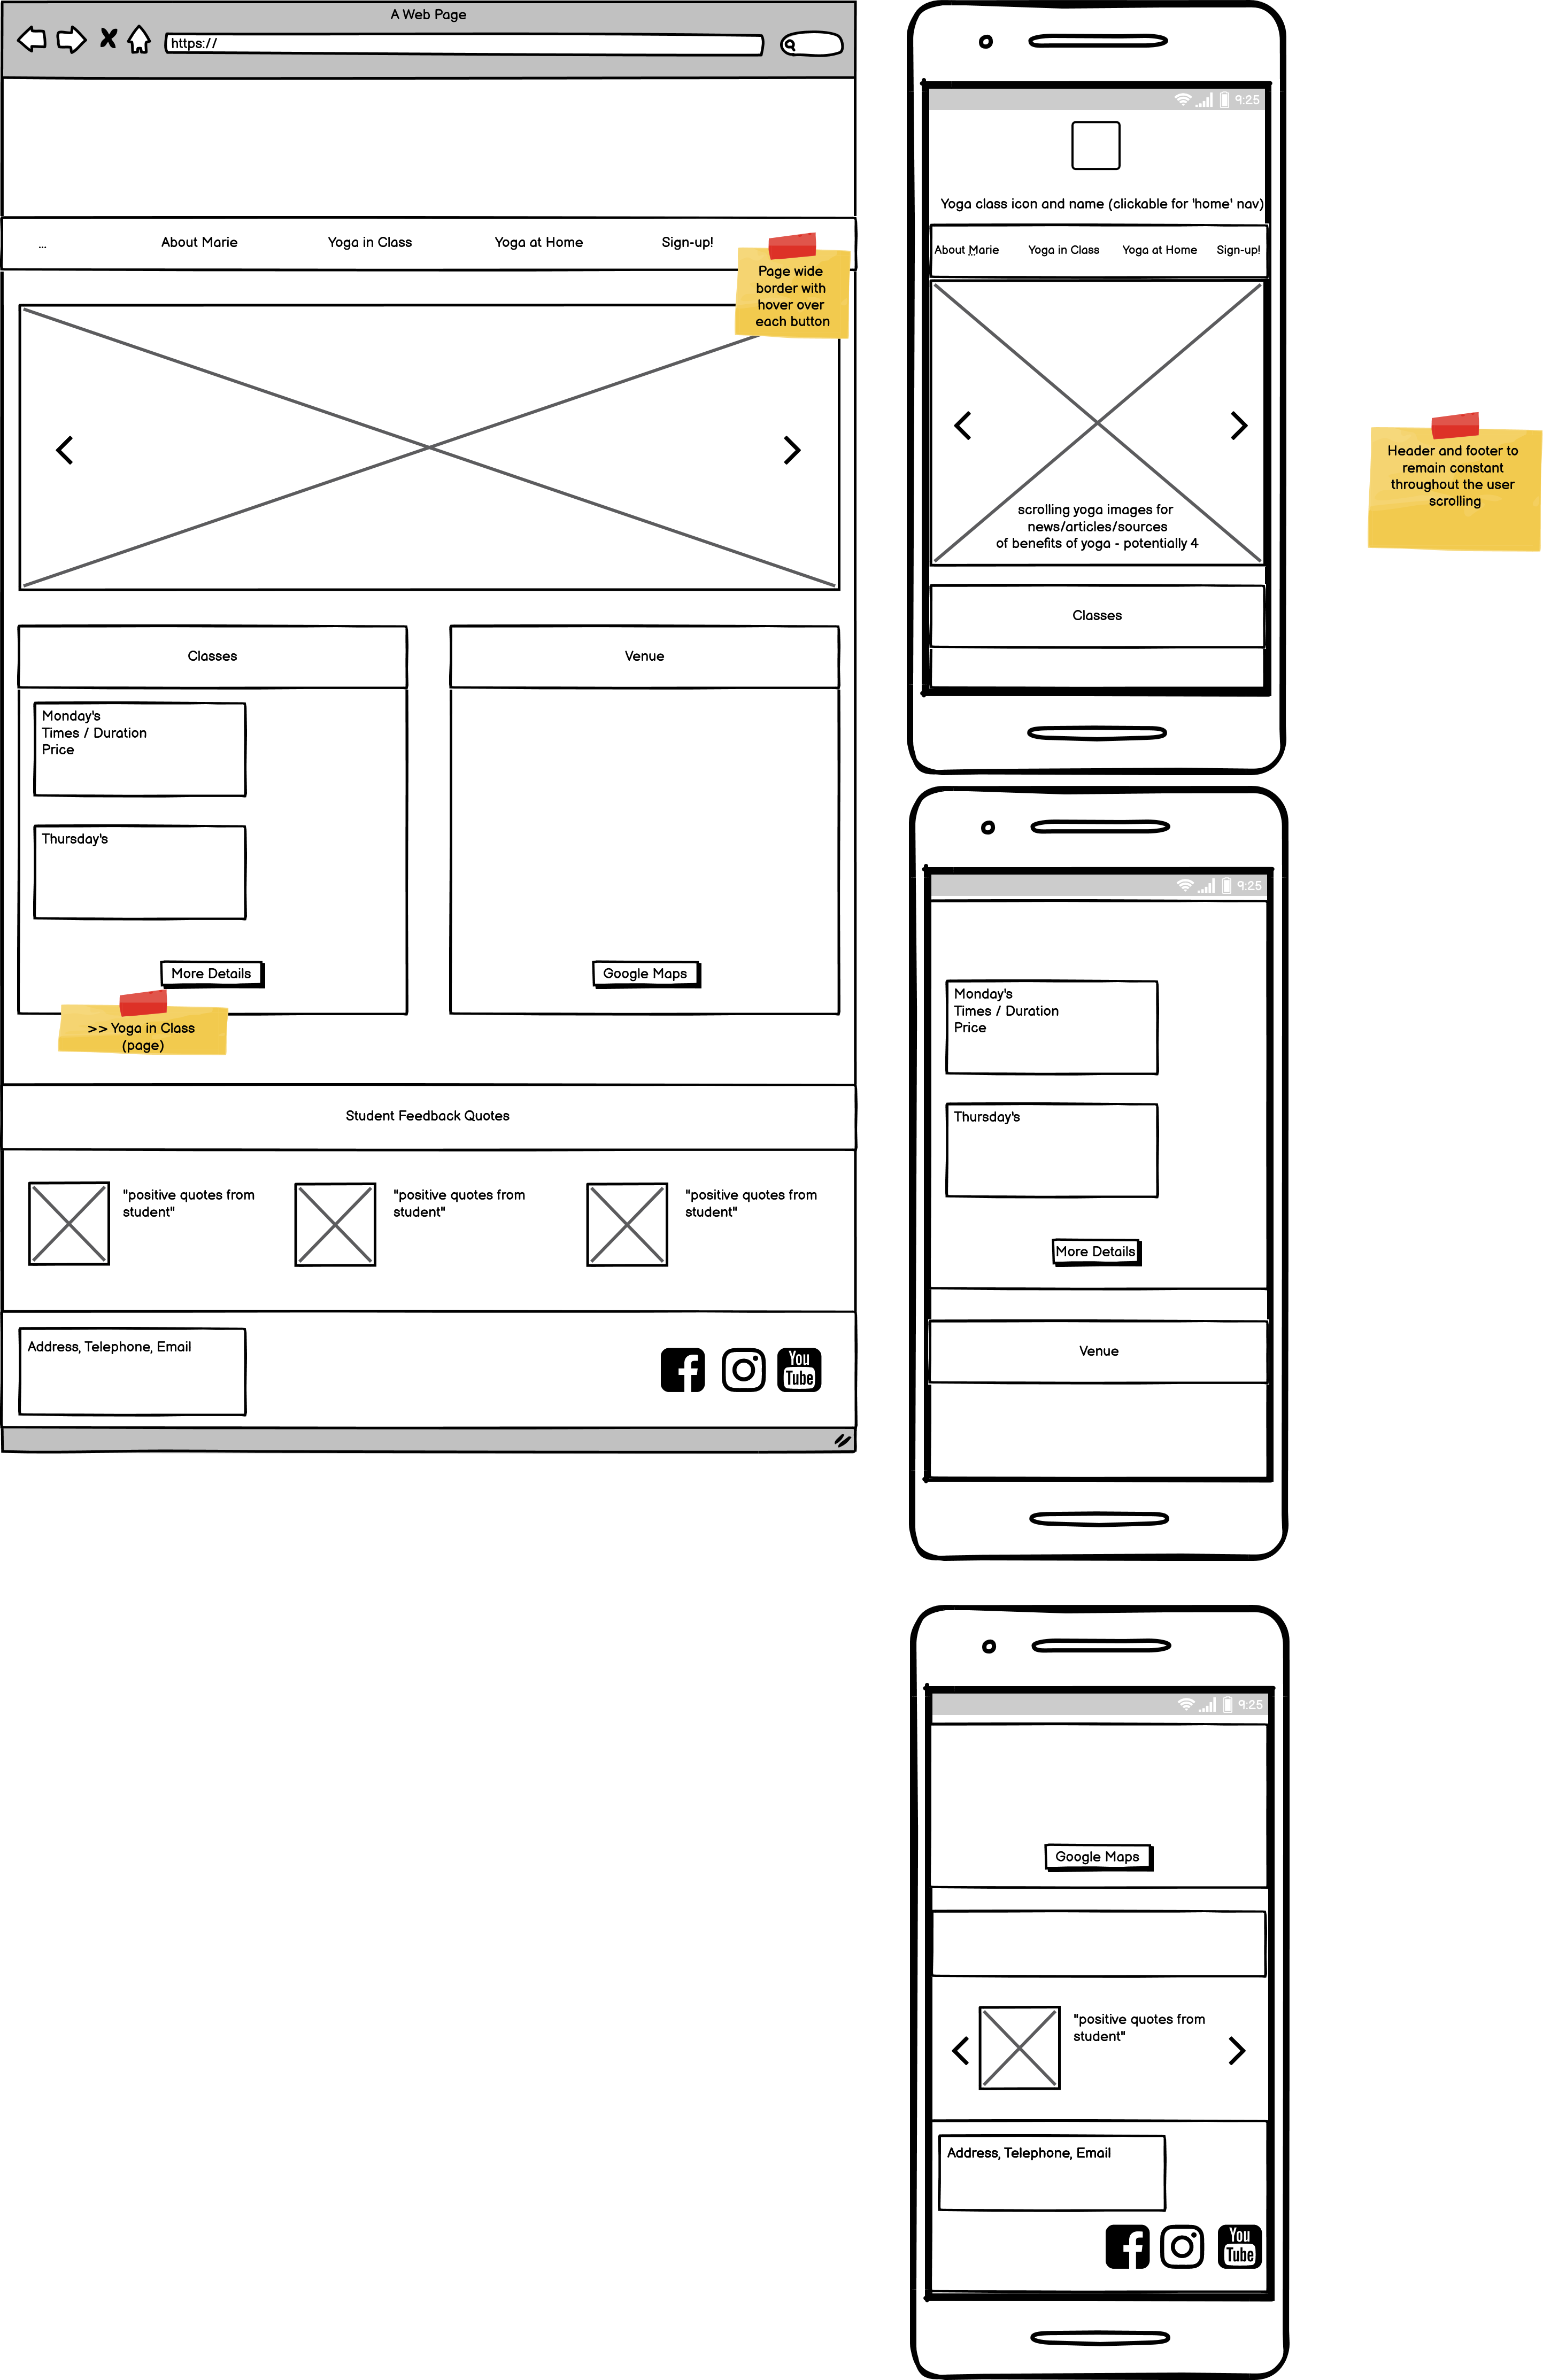 A Web Page
https://
... About Marie Yoga in Class Yoga at Home Sign-up!
Page wide
border with
hover over
each button
Classes
Venue
Monday's
Times / Duration
Price
Thursday's
More Details
Google Maps
>> Yoga in Class
(page)
Student Feedback Quotes
"positive quotes from
student"
"positive quotes from
student"
"positive quotes from
student"
Address, Telephone, Email
You
Tube
9:25
Yoga class icon and name (clickable for 'home' nav)
About Marie Yoga in Class Yoga at Home Sign-up!
scrolling yoga images for
news/articles/sources
of benefits of yoga - potentially 4
Classes
Header and footer to
remain constant
throughout the user
scrolling
9:25
Monday's
Times / Duration
Price
Thursday's
More Details
Venue
9:25
Google Maps
"positive quotes from
student"
Address, Telephone, Email
You
Tube